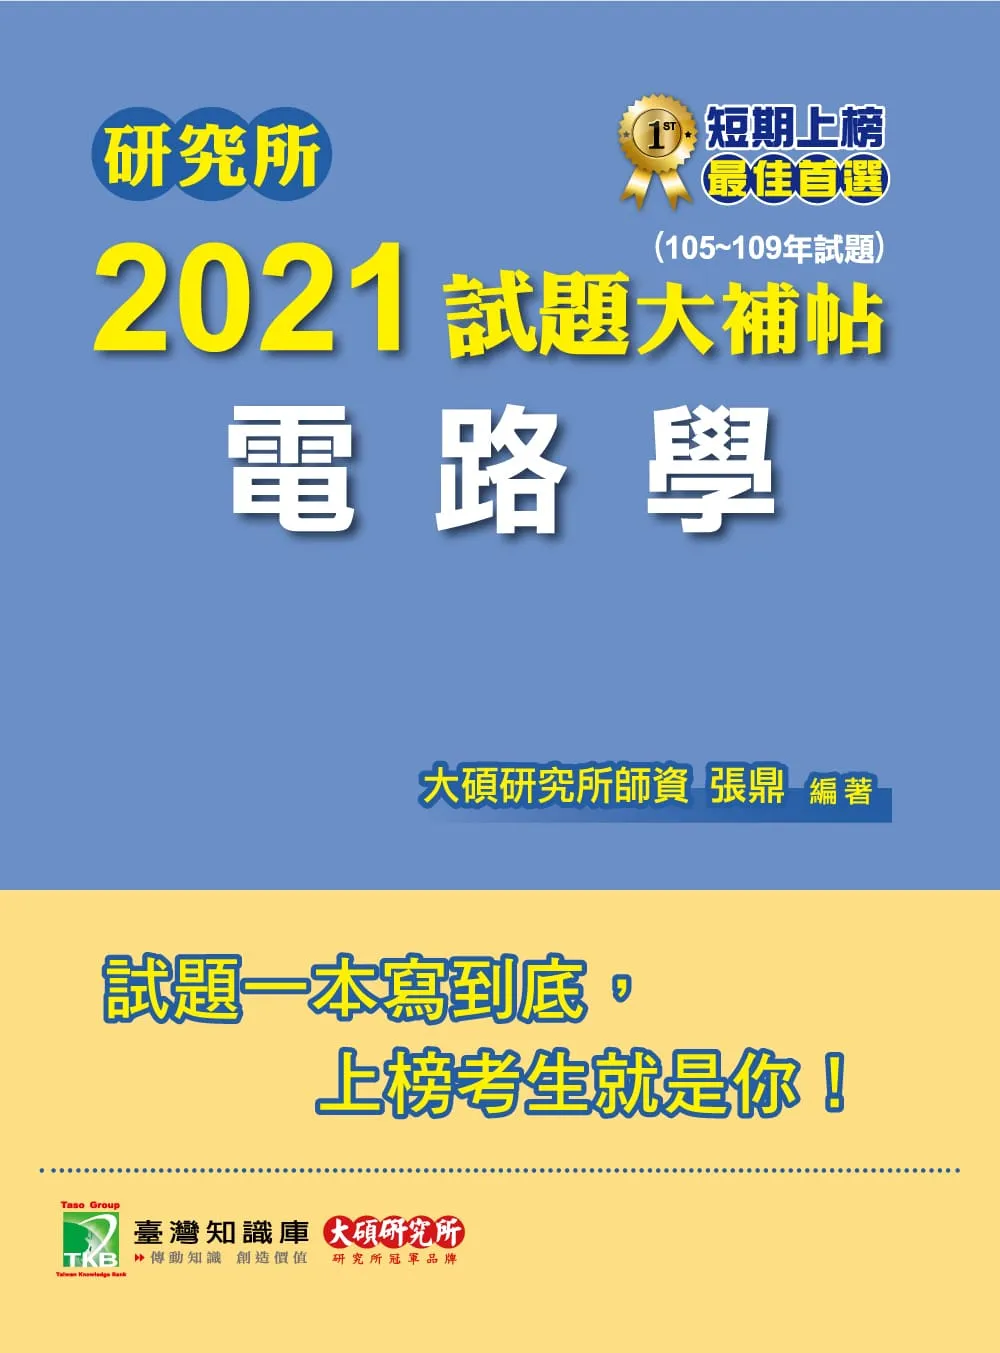 研究所
1ST
短期上榜
最佳首選
(105~109年試題)
2021試題大補帖
電路學
大碩研究所師資 張鼎 編著
試題一本寫到底，
上榜考生就是你！
Taso Group
TKB
Taiwan Knowledge Bank
臺灣知識庫
傳動知識 創造價值
大碩研究所
研究所冠軍品牌